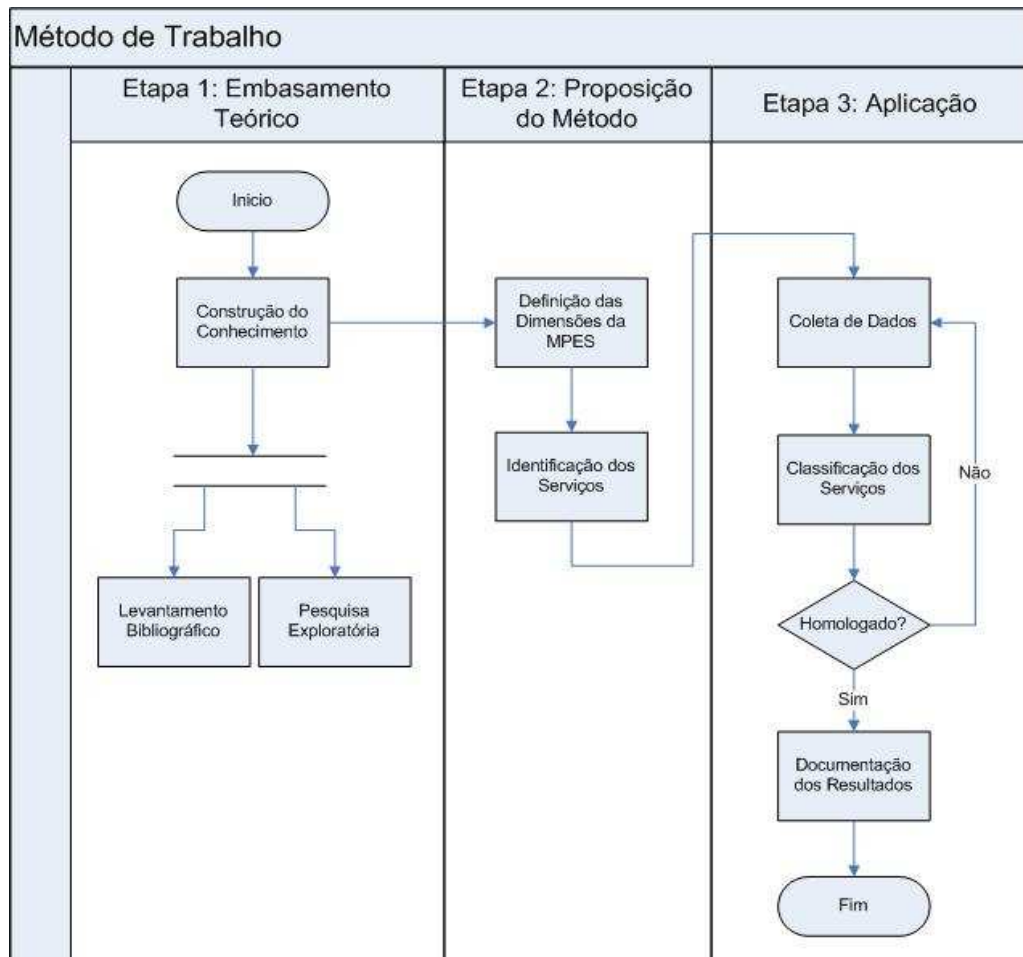 Método de Trabalho
Etapa 1: Embasamento
Teórico
Etapa 2: Proposição
do Método
Etapa 3: Aplicação
Inicio
Construção do
Conhecimento
Levantamento
Bibliográfico
Pesquisa
Exploratória
Definição das
Dimensões da
MPES
Identificação dos
Serviços
Coleta de Dados
Classificação dos
Serviços
Não
Homologado?
Sim
Documentação
dos Resultados
Fim